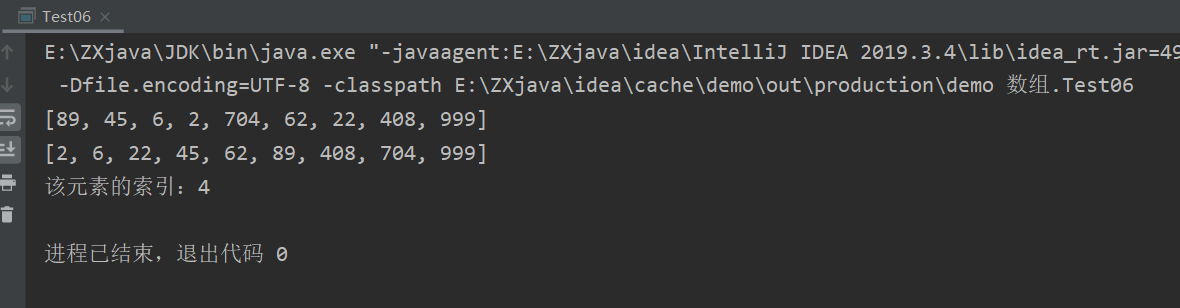 Test06
E:\ZXjava\JDK\bin\java.exe "-javaagent:E:\ZXjava\idea\IntelliJ IDEA 2019.3.4\lib\idea_rt.jar=49
-Dfile.encoding=UTF-8 -classpath E:\ZXjava\idea\cache\demo\out\production\demo 数组.Test06
[89, 45, 6, 2, 704, 62, 22, 408, 999]
[2, 6, 22, 45, 62, 89, 408, 704, 999]
该元素的索引：4
进程已结束，退出代码 0